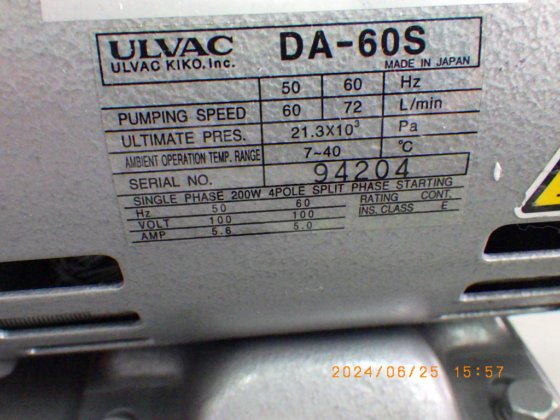 ULVAC DA-60S
ULVAC KIKO.Inc. MADE IN JAPAN
50 60 Hz
PUMPING SPEED 60 72 L/min
ULTIMATE PRES. 21.3X10³ Pa
AMBIENT OPERATION TEMP. RANGE 7~40 °C
SERIAL NO. 94204
SINGLE PHASE 200W 4POLE SPLIT PHASE STARTING
Hz 50 60 RATING CONT.
VOLT 100 100 INS. CLASS E
AMP 5.6 5.0
2024/06/25 15:57